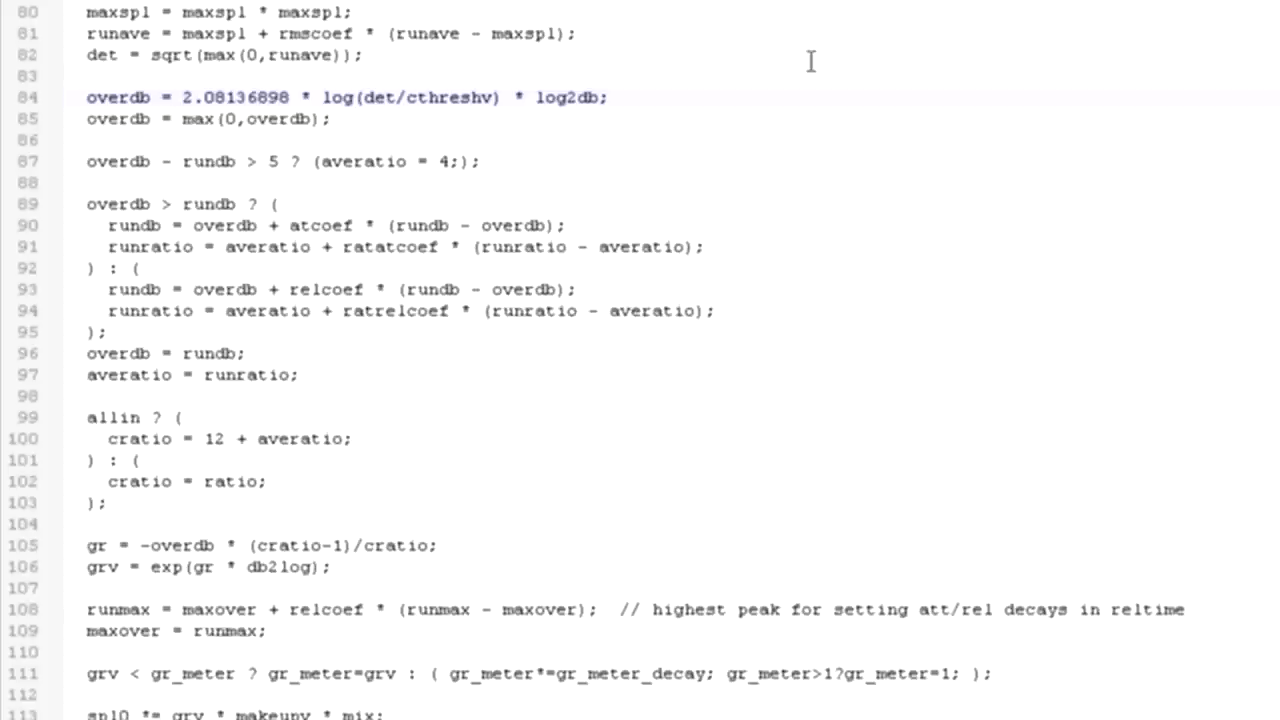 80 maxspl = maxspl * maxspl;
81 runave = maxspl + rmscoef * (runave - maxspl);
82 det = sqrt(max(0,runave));
83
84 overdb = 2.08136898 * log(det/cthreshv) * log2db;
85 overdb = max(0,overdb);
86
87 overdb - rundb > 5 ? (averatio = 4;);
88
89 overdb > rundb ? (
90 rundb = overdb + atcoef * (rundb - overdb);
91 runratio = averatio + ratatcoef * (runratio - averatio);
92 ) : (
93 rundb = overdb + relcoef * (rundb - overdb);
94 runratio = averatio + ratrelcoef * (runratio - averatio);
95 );
96 overdb = rundb;
97 averatio = runratio;
98
99 allin ? (
100 cratio = 12 + averatio;
101 ) : (
102 cratio = ratio;
103 );
104
105 gr = -overdb * (cratio-1)/cratio;
106 grv = exp(gr * db2log);
107
108 runmax = maxover + relcoef * (runmax - maxover); // highest peak for setting att/rel decays in reltime
109 maxover = runmax;
110
111 grv < gr_meter ? gr_meter=grv : ( gr_meter*=gr_meter_decay; gr_meter>1?gr_meter=1; );
112
113 spl0 *= grv * makeupv * mix;